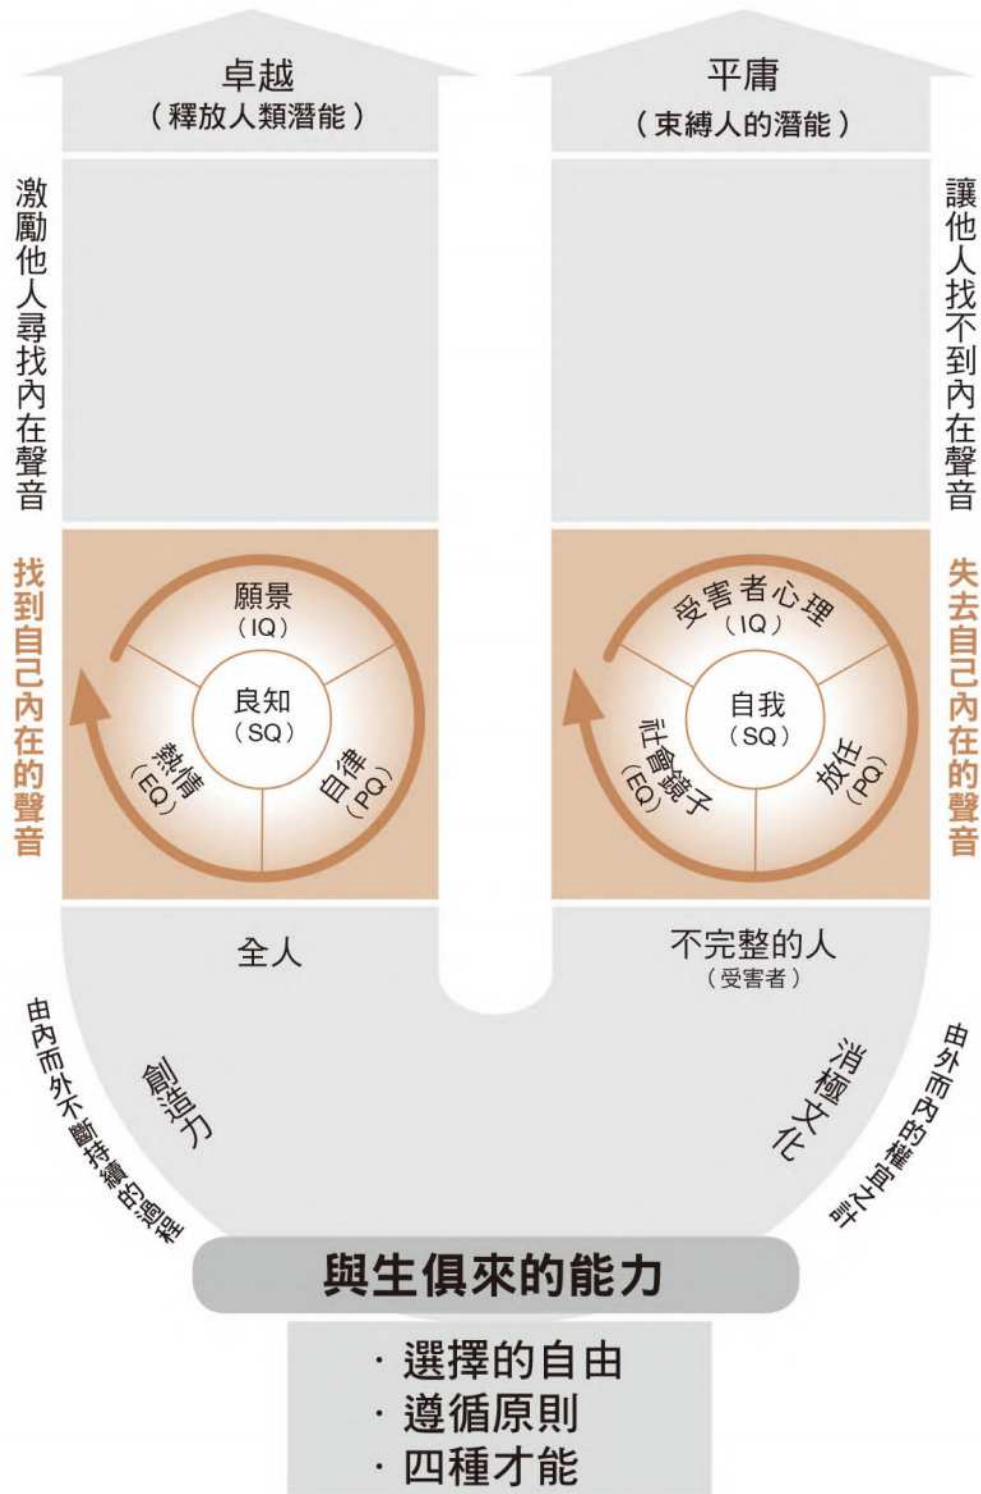 卓越
（釋放人類潛能）
平庸
（束縛人的潛能）
激勵他人尋找內在聲音
讓他人找不到內在聲音
找到自己內在的聲音
願景
（IQ）
良知
（SQ）
熱情
（EQ）
自律
（PQ）
受害者心理
（IQ）
自我
（SQ）
社會鏡子
（EQ）
放任
（PQ）
失去自己內在的聲音
全人
不完整的人
（受害者）
由內而外不斷持續的過程
創造力
消極文化
由外而內的權宜之計
與生俱來的能力
·選擇的自由
·遵循原則
·四種才能